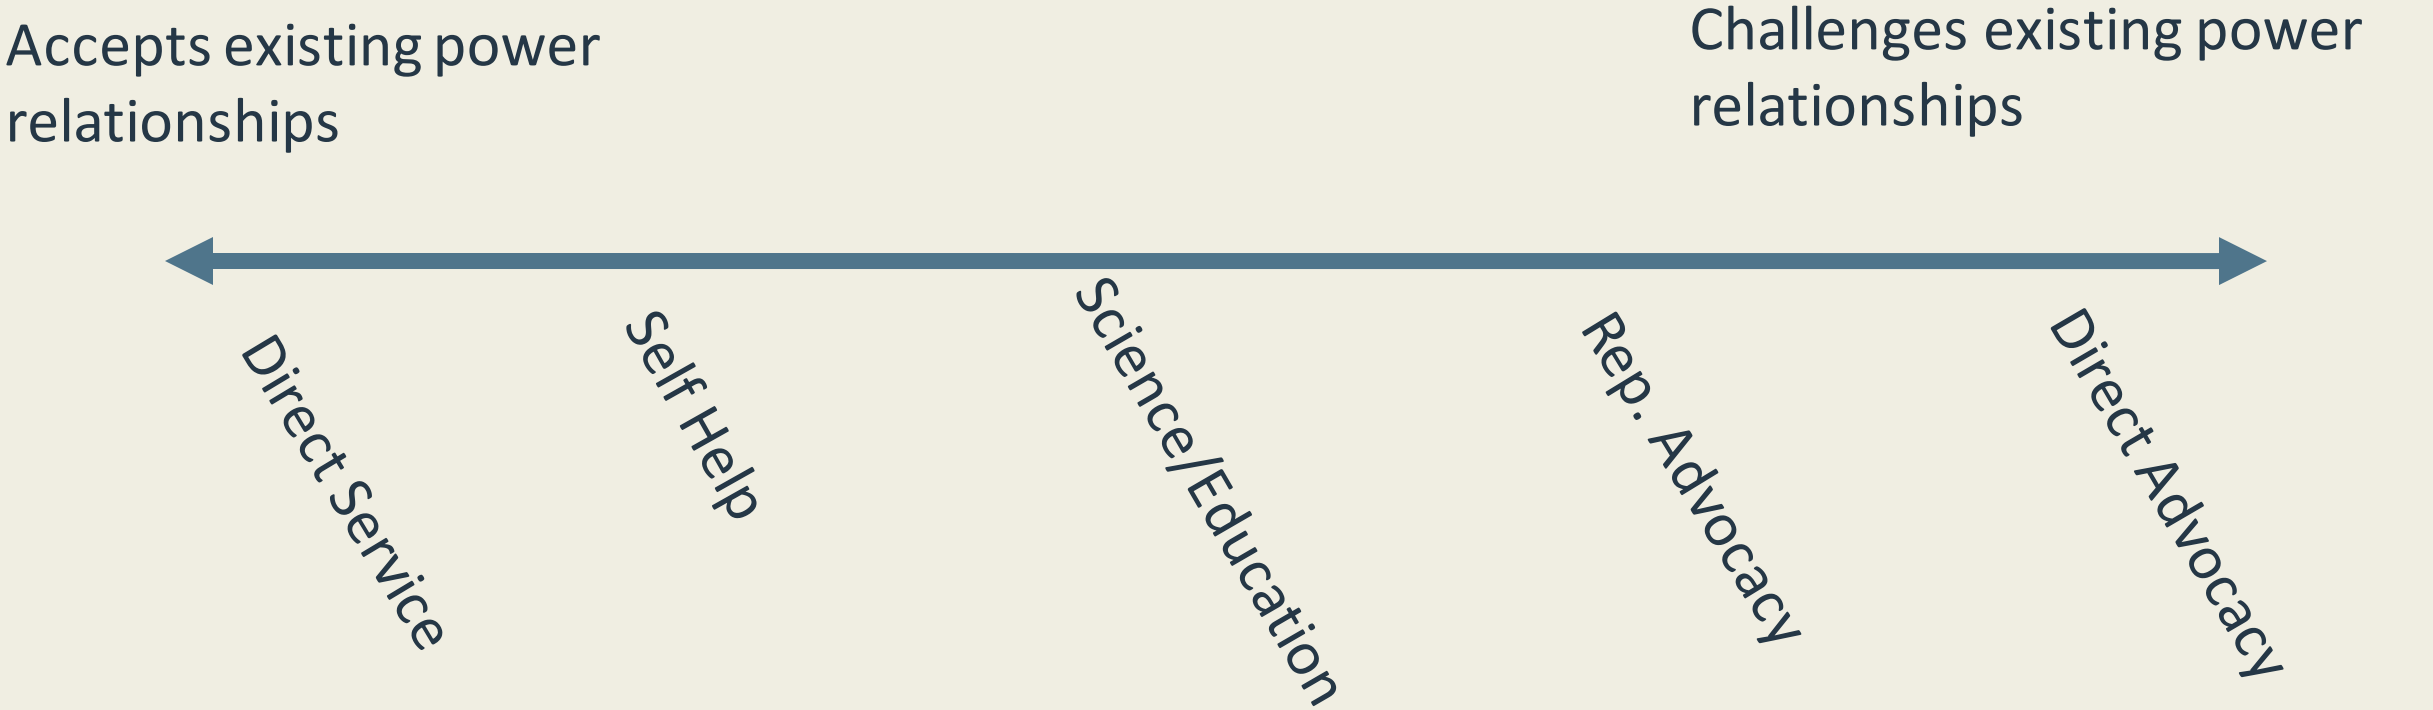 Accepts existing power
relationships
Challenges existing power
relationships
Direct Service
Self Help
Science/Education
Rep. Advocacy
Direct Advocacy